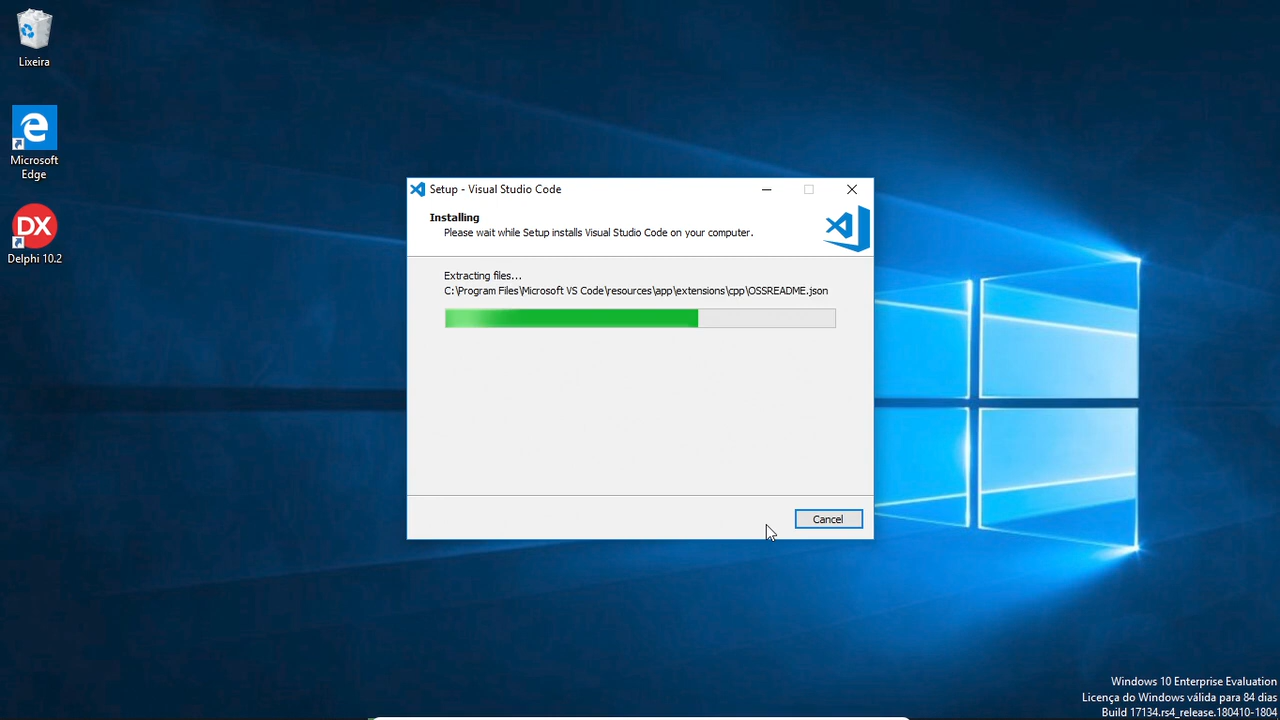 Lixeira
Microsoft
Edge
DX
Delphi 10.2
Setup - Visual Studio Code
Installing
Please wait while Setup installs Visual Studio Code on your computer.
Extracting files...
C:\Program Files\Microsoft VS Code\resources\app\extensions\cpp\OSSREADME.json
Cancel
Windows 10 Enterprise Evaluation
Licença do Windows válida para 84 dias
Build 17134.rs4_release.180410-1804